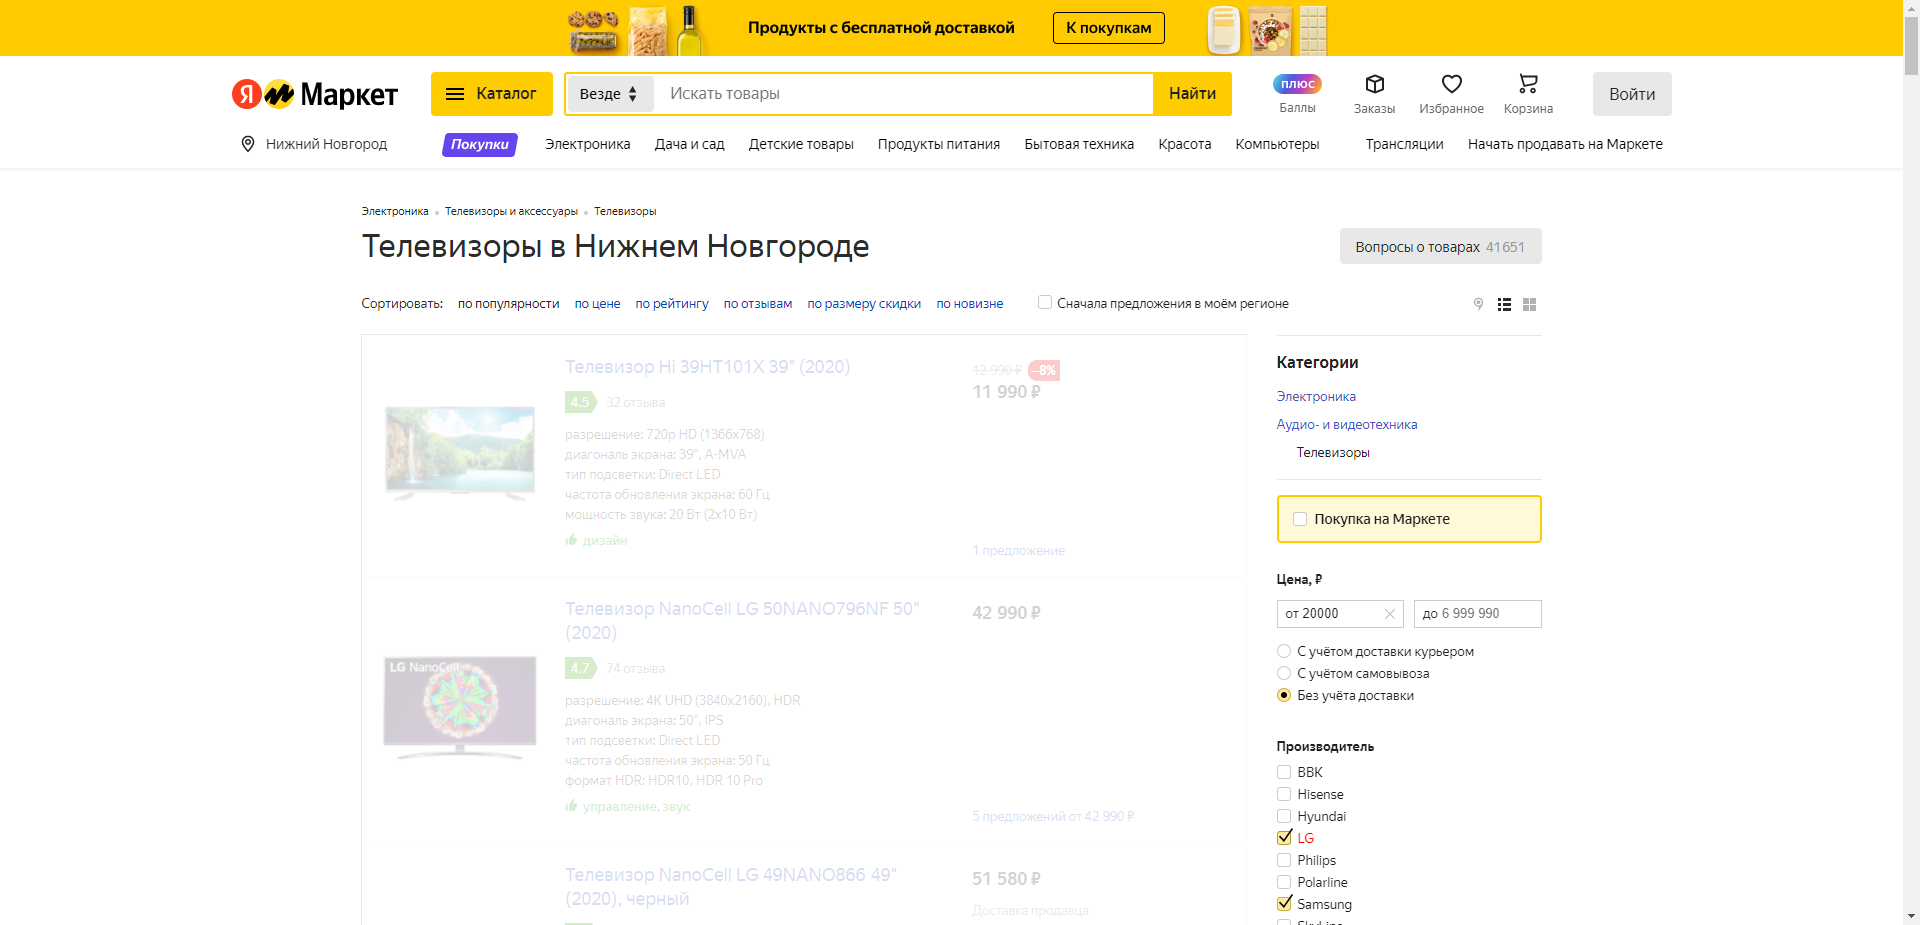 Продукты с бесплатной доставкой
К покупкам
Я Маркет
Каталог
Везде
Искать товары
Найти
плюс
Баллы
Заказы
Избранное
Корзина
Войти
Нижний Новгород
Покупки
Электроника
Дача и сад
Детские товары
Продукты питания
Бытовая техника
Красота
Компьютеры
Трансляции
Начать продавать на Маркете
Электроника
Телевизоры и аксессуары
Телевизоры
Телевизоры в Нижнем Новгороде
Вопросы о товарах 41651
Сортировать: по популярности по цене по рейтингу по отзывам по размеру скидки по новизне
Сначала предложения в моём регионе
Телевизор Hi 39HT101X 39" (2020)
4.5 32 отзыва
разрешение: 720p HD (1366x768)
диагональ экрана: 39", A-MVA
тип подсветки: Direct LED
частота обновления экрана: 60 Гц
мощность звука: 20 Вт (2x10 Вт)
дизайн
12 990 ₽ –8%
11 990 ₽
1 предложение
LG NanoCell
Телевизор NanoCell LG 50NANO796NF 50"
(2020)
4.7 74 отзыва
разрешение: 4K UHD (3840x2160), HDR
диагональ экрана: 50", IPS
тип подсветки: Direct LED
частота обновления экрана: 50 Гц
формат HDR: HDR10, HDR 10 Pro
управление, звук
42 990 ₽
5 предложений от 42 990 ₽
Телевизор NanoCell LG 49NANO866 49"
(2020), черный
51 580 ₽
Доставка продавца
Категории
Электроника
Аудио- и видеотехника
Телевизоры
Покупка на Маркете
Цена, ₽
от 20000
до 6 999 990
С учётом доставки курьером
С учётом самовывоза
Без учёта доставки
Производитель
BBK
Hisense
Hyundai
LG
Philips
Polarline
Samsung